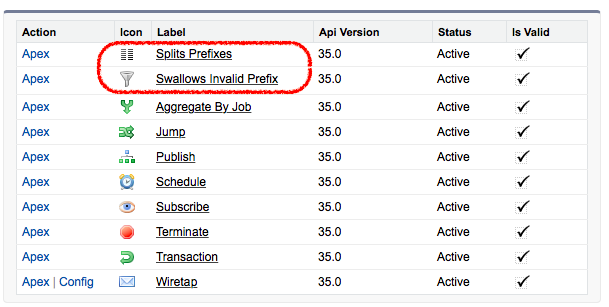 Action Icon Label Api Version Status Is Valid
Apex Splits Prefixes 35.0 Active
Apex Swallows Invalid Prefix 35.0 Active
Apex Aggregate By Job 35.0 Active
Apex Jump 35.0 Active
Apex Publish 35.0 Active
Apex Schedule 35.0 Active
Apex Subscribe 35.0 Active
Apex Terminate 35.0 Active
Apex Transaction 35.0 Active
Apex | Config Wiretap 35.0 Active